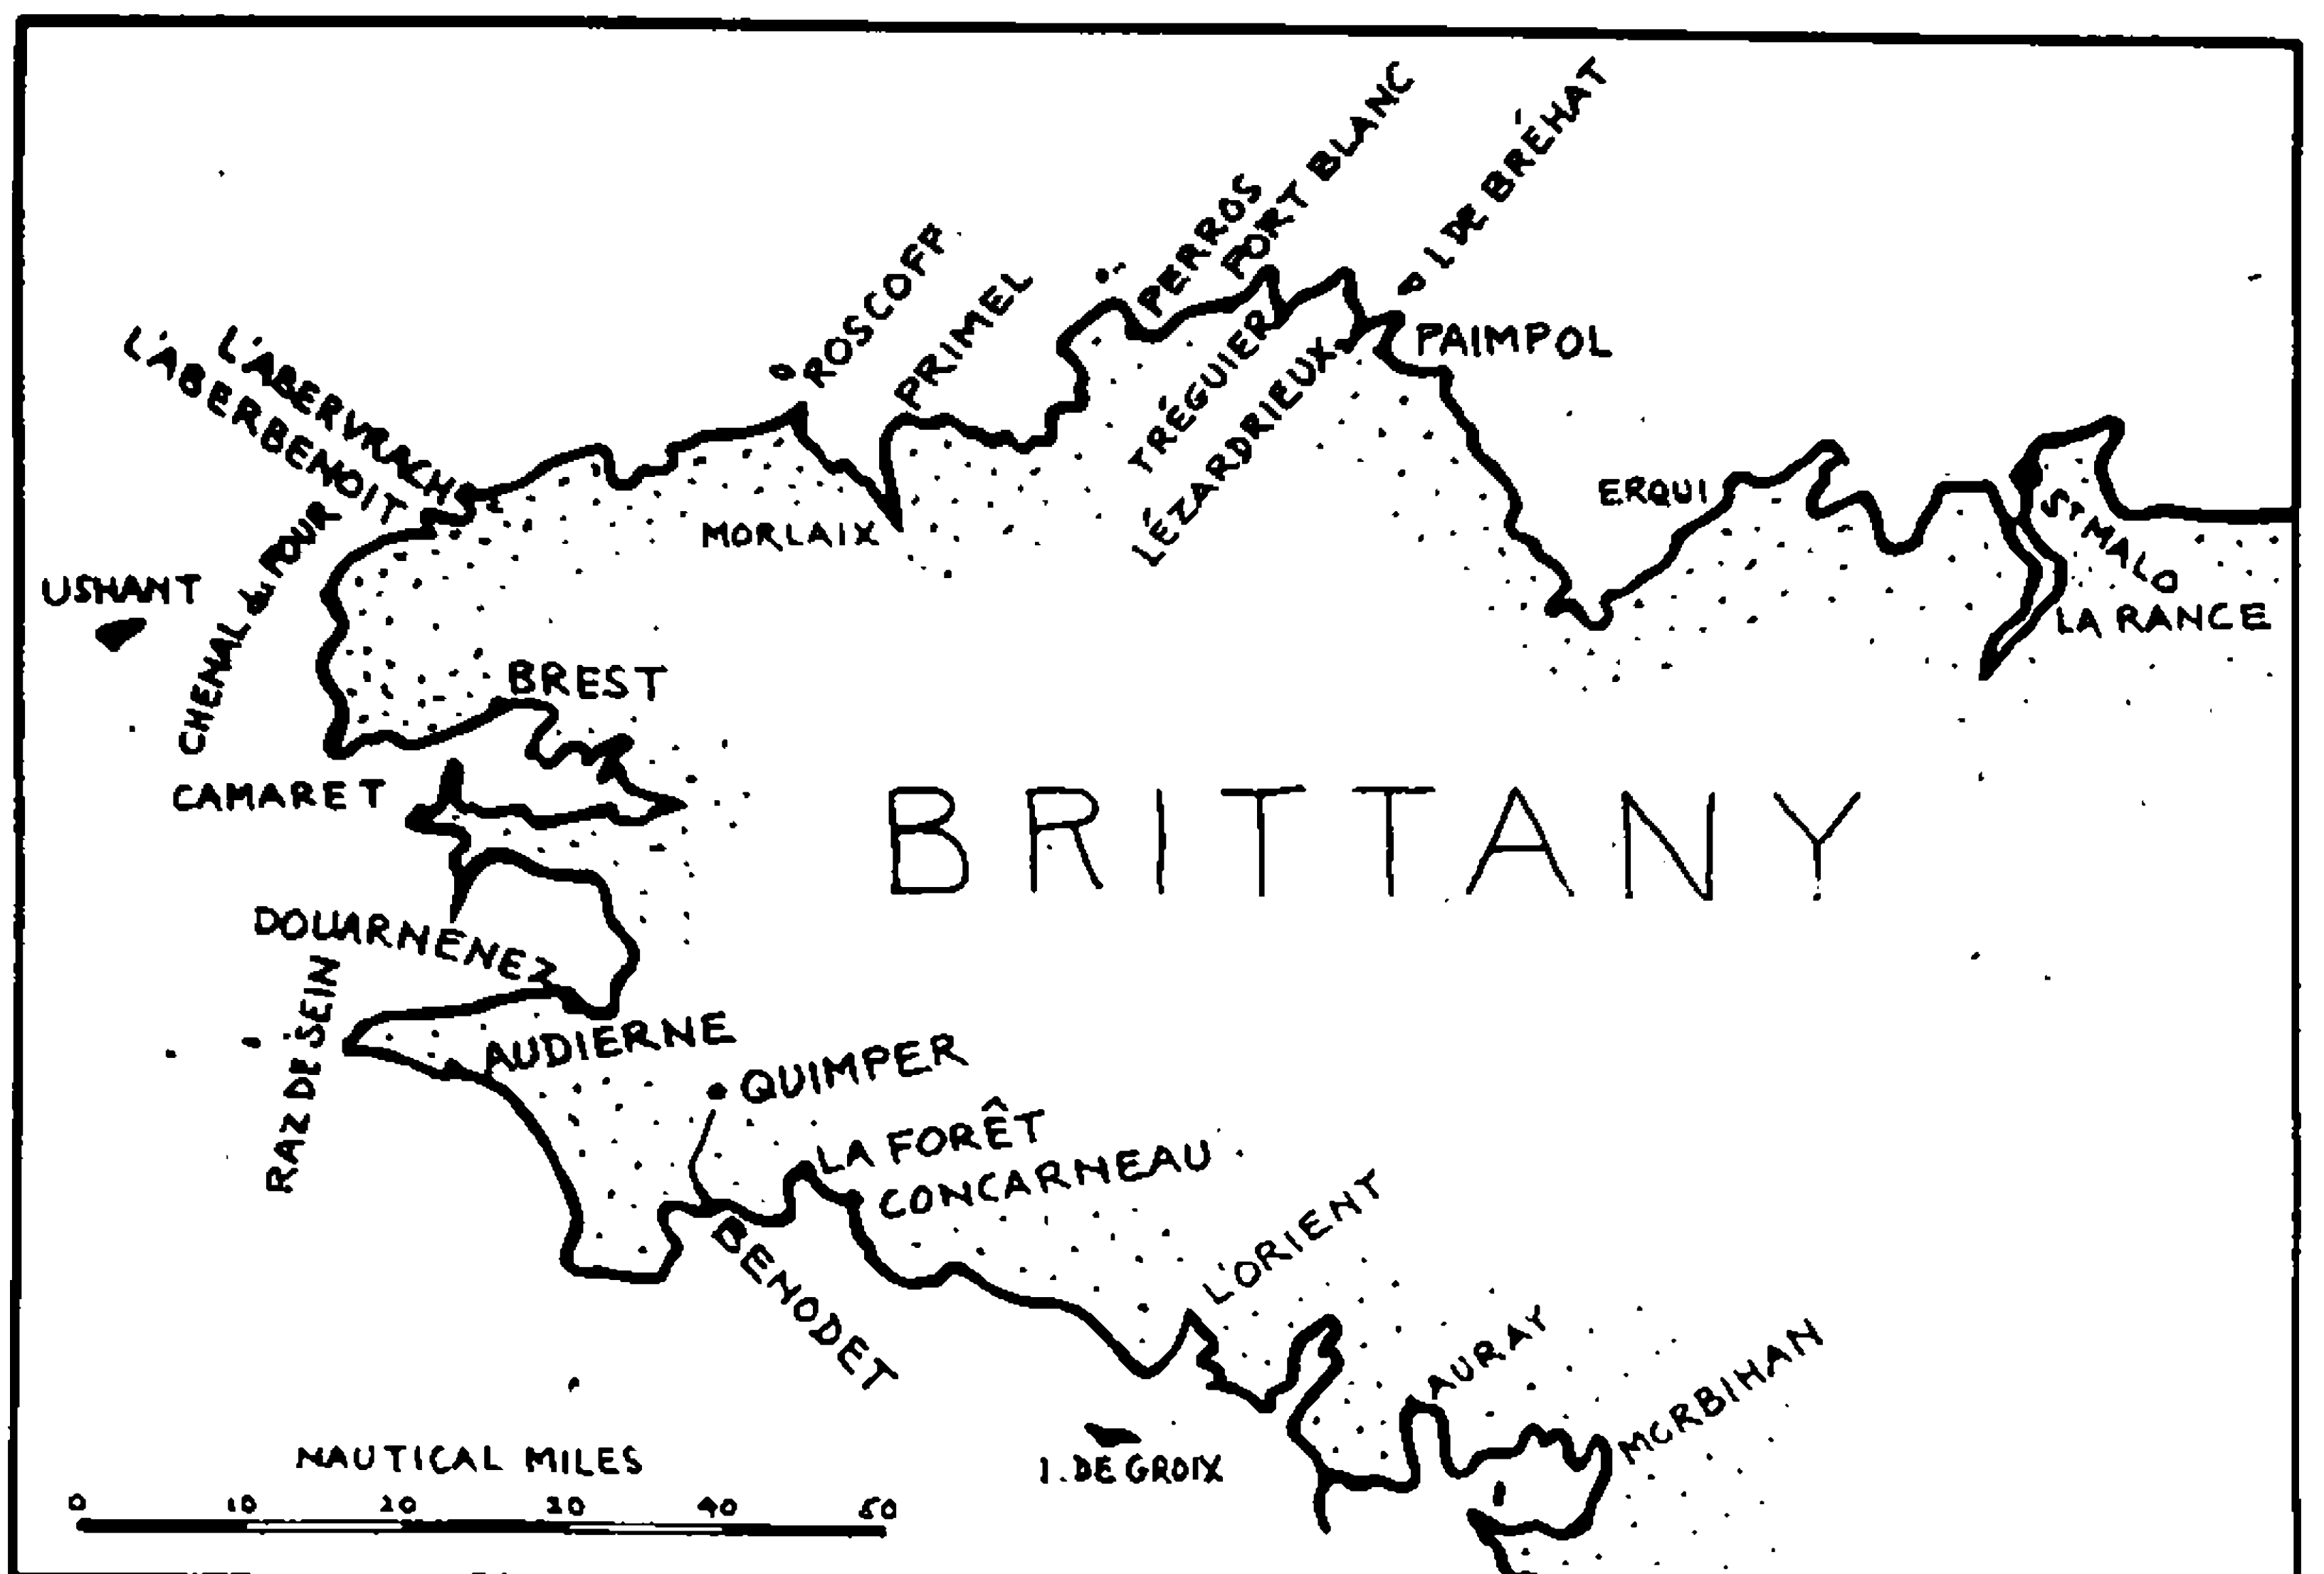 PORT BLANC
I. DE BRÉHAT
PERROS
ROSCOFF
PRIMEL
L'ABERVRACH
L'ABERBENOIT
PAIMPOL
TRÉGUIER
LÉZARDRIEUX
ERQUI
MORLAIX
ST MALO
LA RANCE
CHENAL DU FOUR
USHANT
BREST
CAMARET
BRITTANY
DOUARNENEZ
RAZ DE SEIN
AUDIERNE
QUIMPER
LA FORÊT
CONCARNEAU
BENODET
L'ORIENT
AURAY
MORBIHAN
I. DE GROIX
NAUTICAL MILES
0 10 20 30 40 50